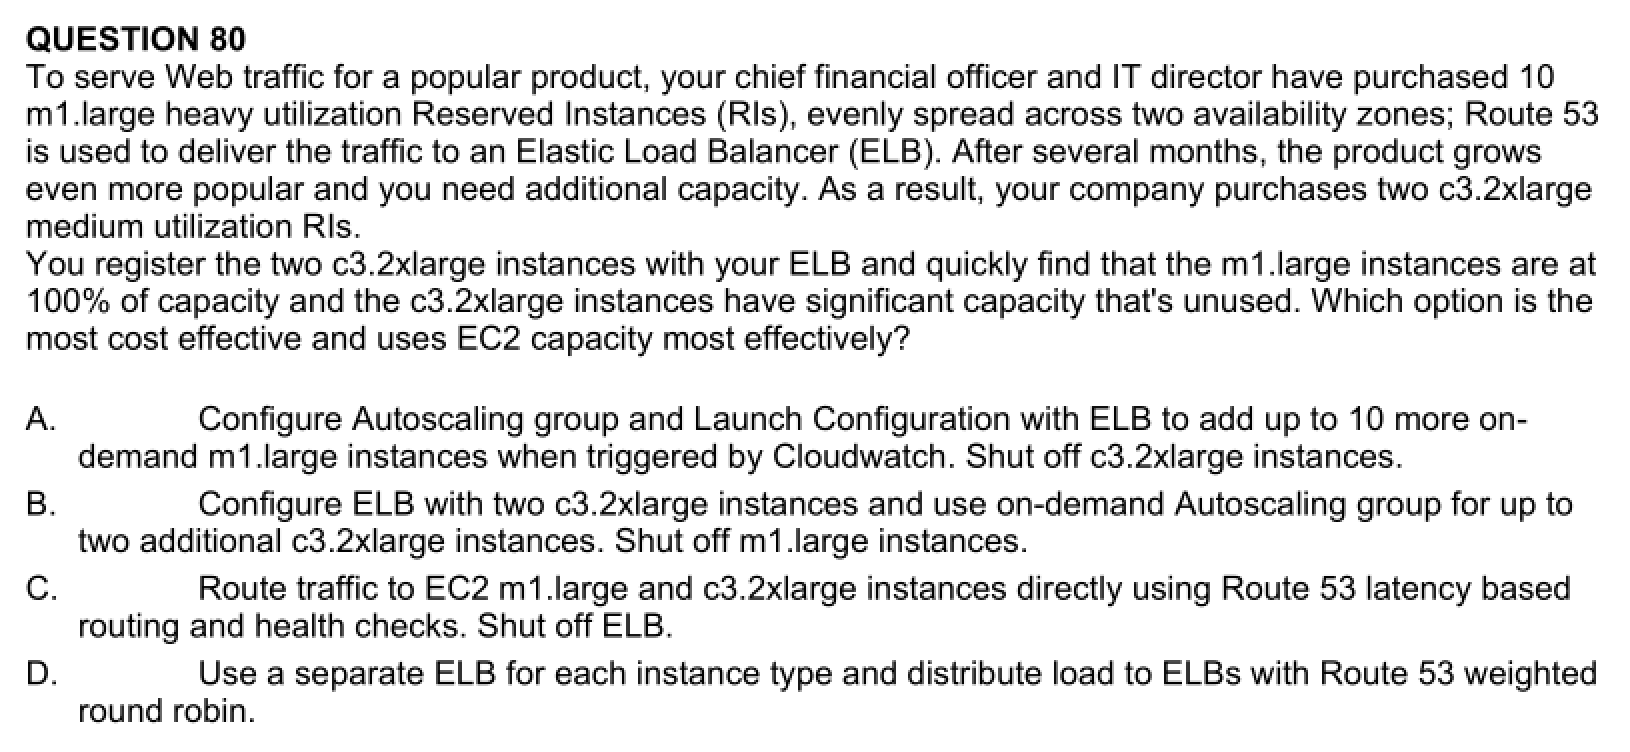 QUESTION 80
To serve Web traffic for a popular product, your chief financial officer and IT director have purchased 10
m1.large heavy utilization Reserved Instances (RIs), evenly spread across two availability zones; Route 53
is used to deliver the traffic to an Elastic Load Balancer (ELB). After several months, the product grows
even more popular and you need additional capacity. As a result, your company purchases two c3.2xlarge
medium utilization RIs.
You register the two c3.2xlarge instances with your ELB and quickly find that the m1.large instances are at
100% of capacity and the c3.2xlarge instances have significant capacity that's unused. Which option is the
most cost effective and uses EC2 capacity most effectively?
A. Configure Autoscaling group and Launch Configuration with ELB to add up to 10 more on-
demand m1.large instances when triggered by Cloudwatch. Shut off c3.2xlarge instances.
B. Configure ELB with two c3.2xlarge instances and use on-demand Autoscaling group for up to
two additional c3.2xlarge instances. Shut off m1.large instances.
C. Route traffic to EC2 m1.large and c3.2xlarge instances directly using Route 53 latency based
routing and health checks. Shut off ELB.
D. Use a separate ELB for each instance type and distribute load to ELBs with Route 53 weighted
round robin.